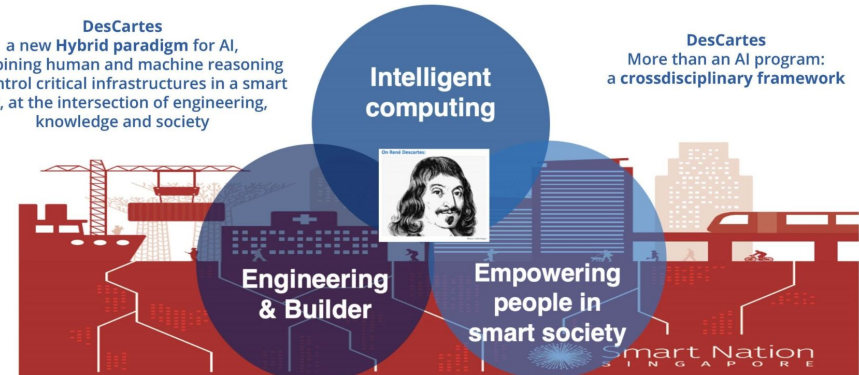 DesCartes
a new Hybrid paradigm for AI,
bining human and machine reasoning
ntrol critical infrastructures in a smart
, at the intersection of engineering,
knowledge and society
DesCartes
More than an AI program:
a crossdisciplinary framework
Intelligent
computing
On René Descartes:
Engineering
& Builder
Empowering
people in
smart society
Smart Nation
SINGAPORE